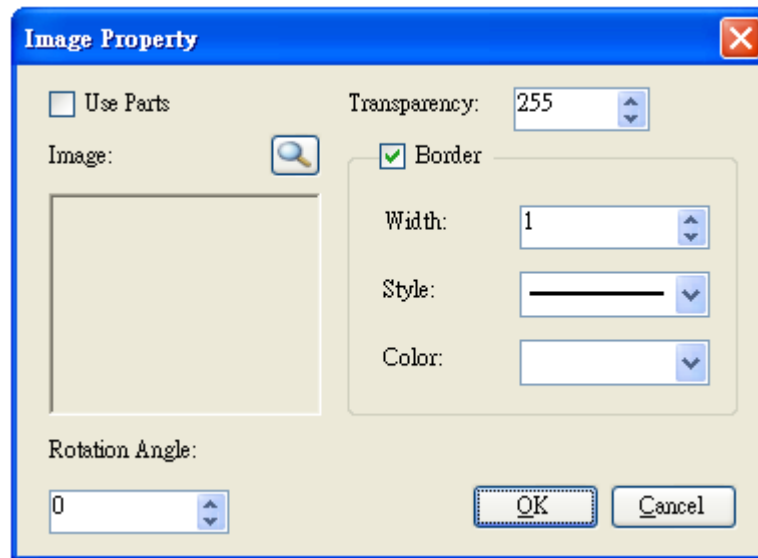 Image Property
Use Parts
Transparency: 255
Image:
Border
Width: 1
Style:
Color:
Rotation Angle:
0
OK Cancel